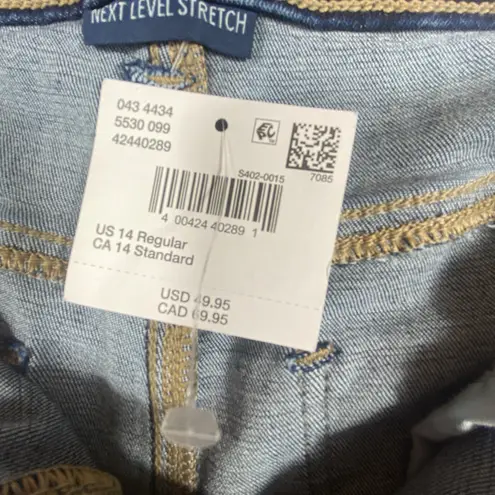 NEXT LEVEL STRETCH
043 4434
5530 099
42440289
7085
S402-0015
4 00424 40289 1
US 14 Regular
CA 14 Standard
USD 49.95
CAD 69.95